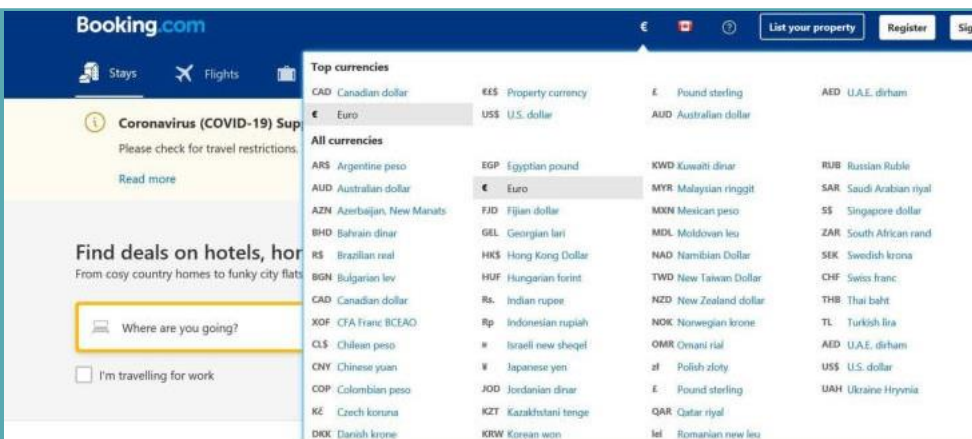 Booking.com
€
List your property
Register
Sig
Stays
Flights
Coronavirus (COVID-19) Sup
Please check for travel restrictions.
Read more
Find deals on hotels, hor
From cosy country homes to funky city flats
Where are you going?
I'm travelling for work
Top currencies
CAD Canadian dollar
€€$ Property currency
£ Pound sterling
AED U.A.E. dirham
€ Euro
US$ U.S. dollar
AUD Australian dollar
All currencies
ARS Argentine peso
AUD Australian dollar
AZN Azerbaijan, New Manats
BHD Bahrain dinar
R$ Brazilian real
BGN Bulgarian lev
CAD Canadian dollar
XOF CFA Franc BCEAO
CL$ Chilean peso
CNY Chinese yuan
COP Colombian peso
Kč Czech koruna
DKK Danish krone
EGP Egyptian pound
€ Euro
FJD Fijian dollar
GEL Georgian lari
HK$ Hong Kong Dollar
HUF Hungarian forint
Rs. Indian rupee
Rp Indonesian rupiah
Israeli new sheqel
¥ Japanese yen
JOD Jordanian dinar
KZT Kazakhstani tenge
KRW Korean won
KWD Kuwaiti dinar
MYR Malaysian ringgit
MXN Mexican peso
MDL Moldovan leu
NAD Namibian Dollar
TWD New Taiwan Dollar
NZD New Zealand dollar
NOK Norwegian krone
OMR Omani rial
zł Polish zloty
£ Pound sterling
QAR Qatar riyal
lei Romanian new leu
RUB Russian Ruble
SAR Saudi Arabian riyal
S$ Singapore dollar
ZAR South African rand
SEK Swedish krona
CHF Swiss franc
THB Thai baht
TL Turkish lira
AED U.A.E. dirham
US$ U.S. dollar
UAH Ukraine Hryvnia